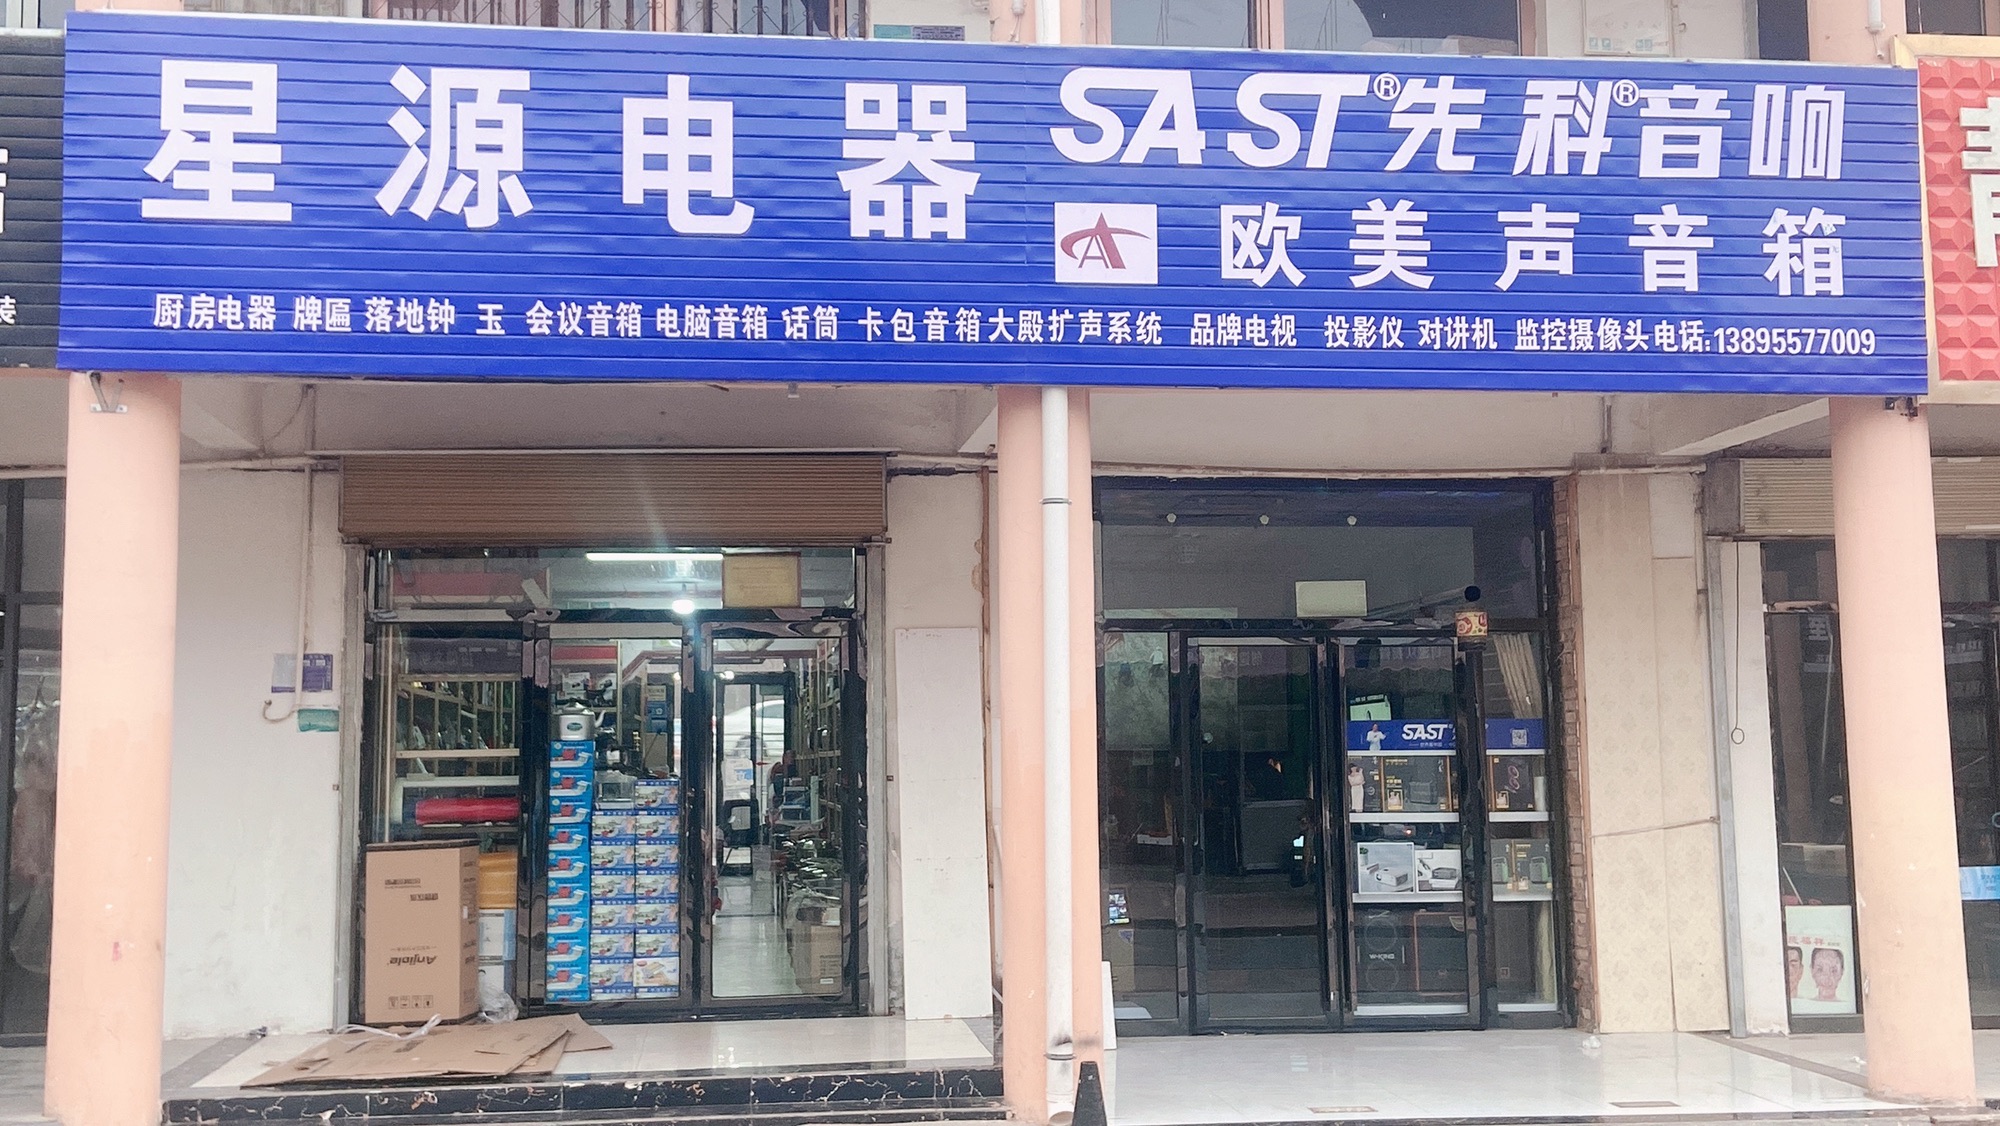 星源电器
SAST®先科®音响
欧美声音箱
厨房电器 牌匾 落地钟 玉 会议音箱 电脑音箱 话筒 卡包音箱 大殿扩声系统 品牌电视 投影仪 对讲机 监控摄像头 电话:13895577009
装
SAST
Anjiale
W-KING